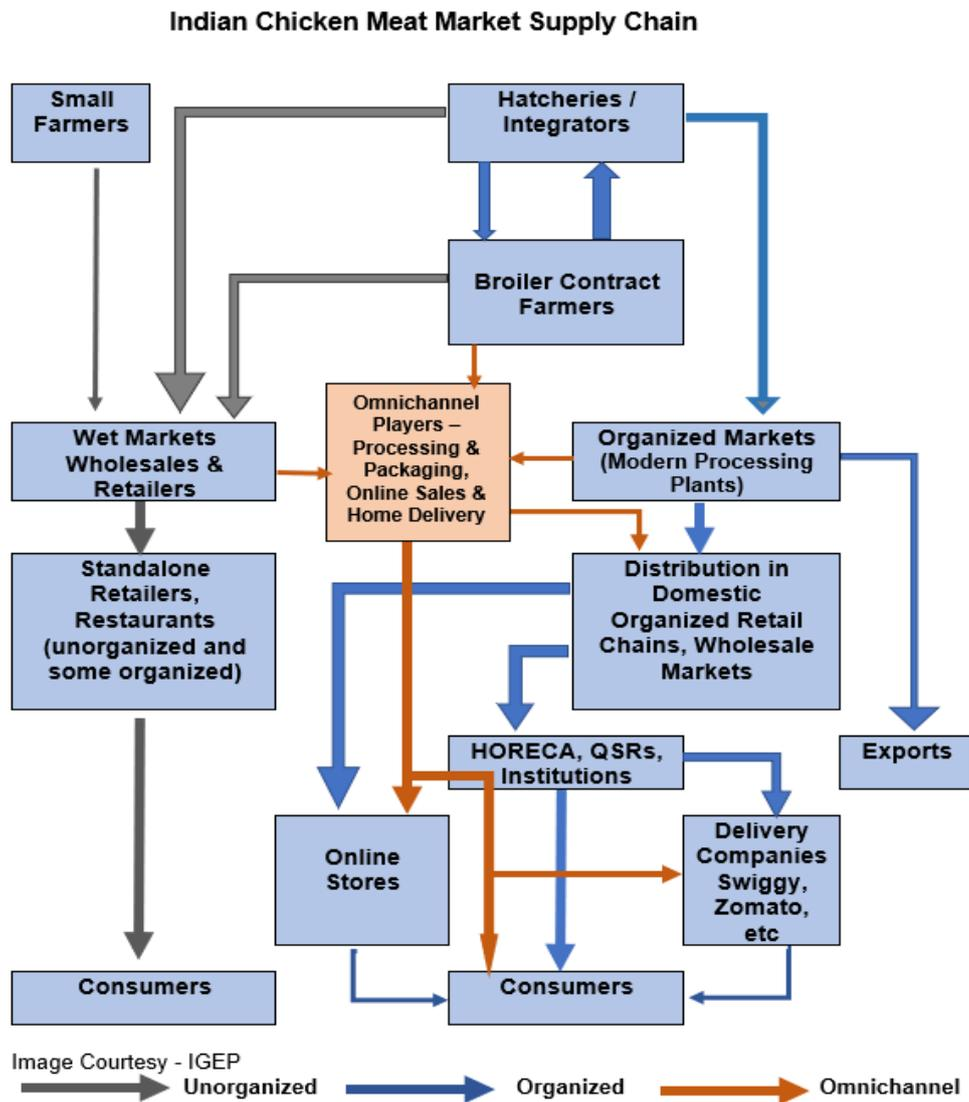 Indian Chicken Meat Market Supply Chain
Small
Farmers
Hatcheries /
Integrators
Broiler Contract
Farmers
Omnichannel
Players –
Processing &
Packaging,
Online Sales &
Home Delivery
Wet Markets
Wholesales &
Retailers
Organized Markets
(Modern Processing
Plants)
Standalone
Retailers,
Restaurants
(unorganized and
some organized)
Distribution in
Domestic
Organized Retail
Chains, Wholesale
Markets
HORECA, QSRs,
Institutions
Exports
Online
Stores
Delivery
Companies
Swiggy,
Zomato,
etc
Consumers
Consumers
Image Courtesy - IGEP
Unorganized
Organized
Omnichannel